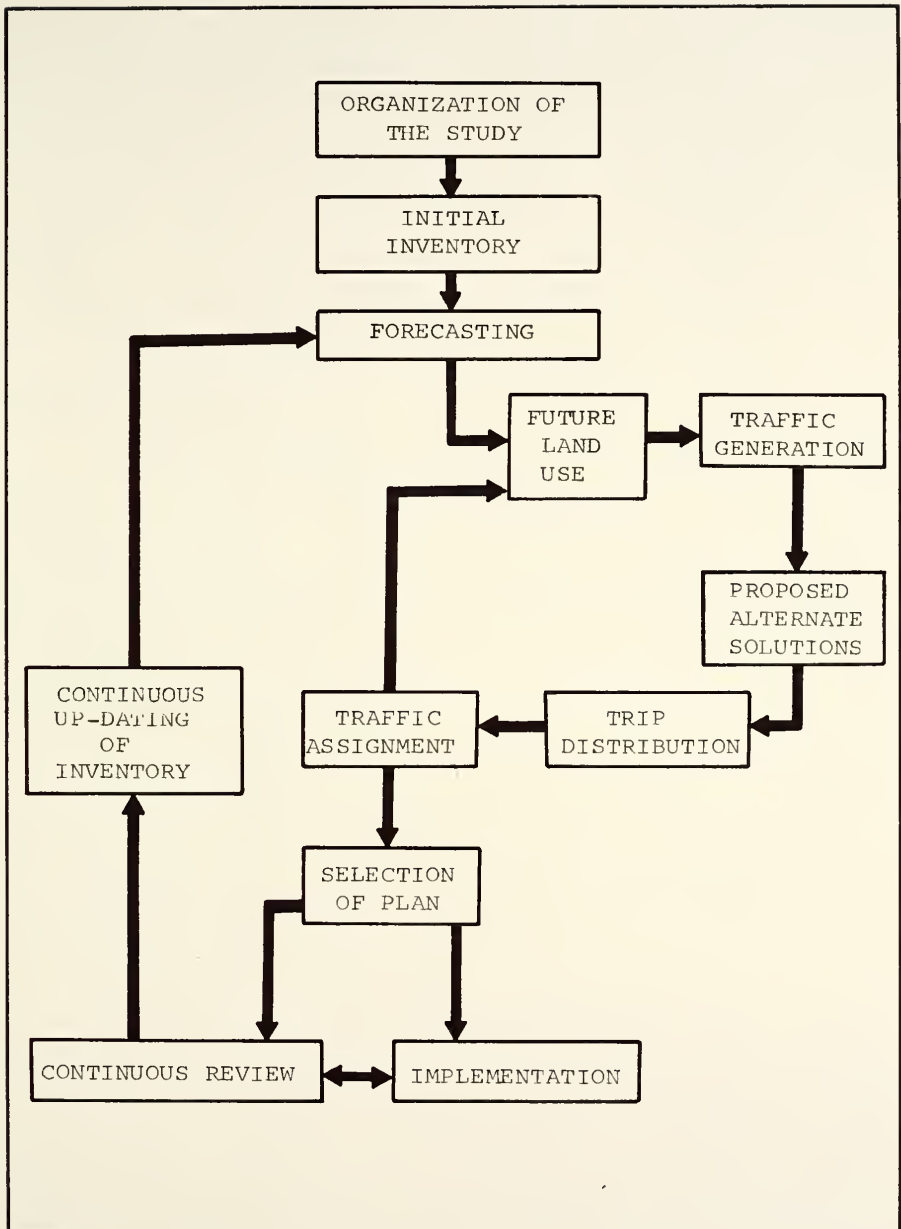 ORGANIZATION OF
THE STUDY
INITIAL
INVENTORY
FORECASTING
FUTURE
LAND
USE
TRAFFIC
GENERATION
PROPOSED
ALTERNATE
SOLUTIONS
CONTINUOUS
UP-DATING
OF
INVENTORY
TRAFFIC
ASSIGNMENT
TRIP
DISTRIBUTION
SELECTION
OF PLAN
CONTINUOUS REVIEW
IMPLEMENTATION